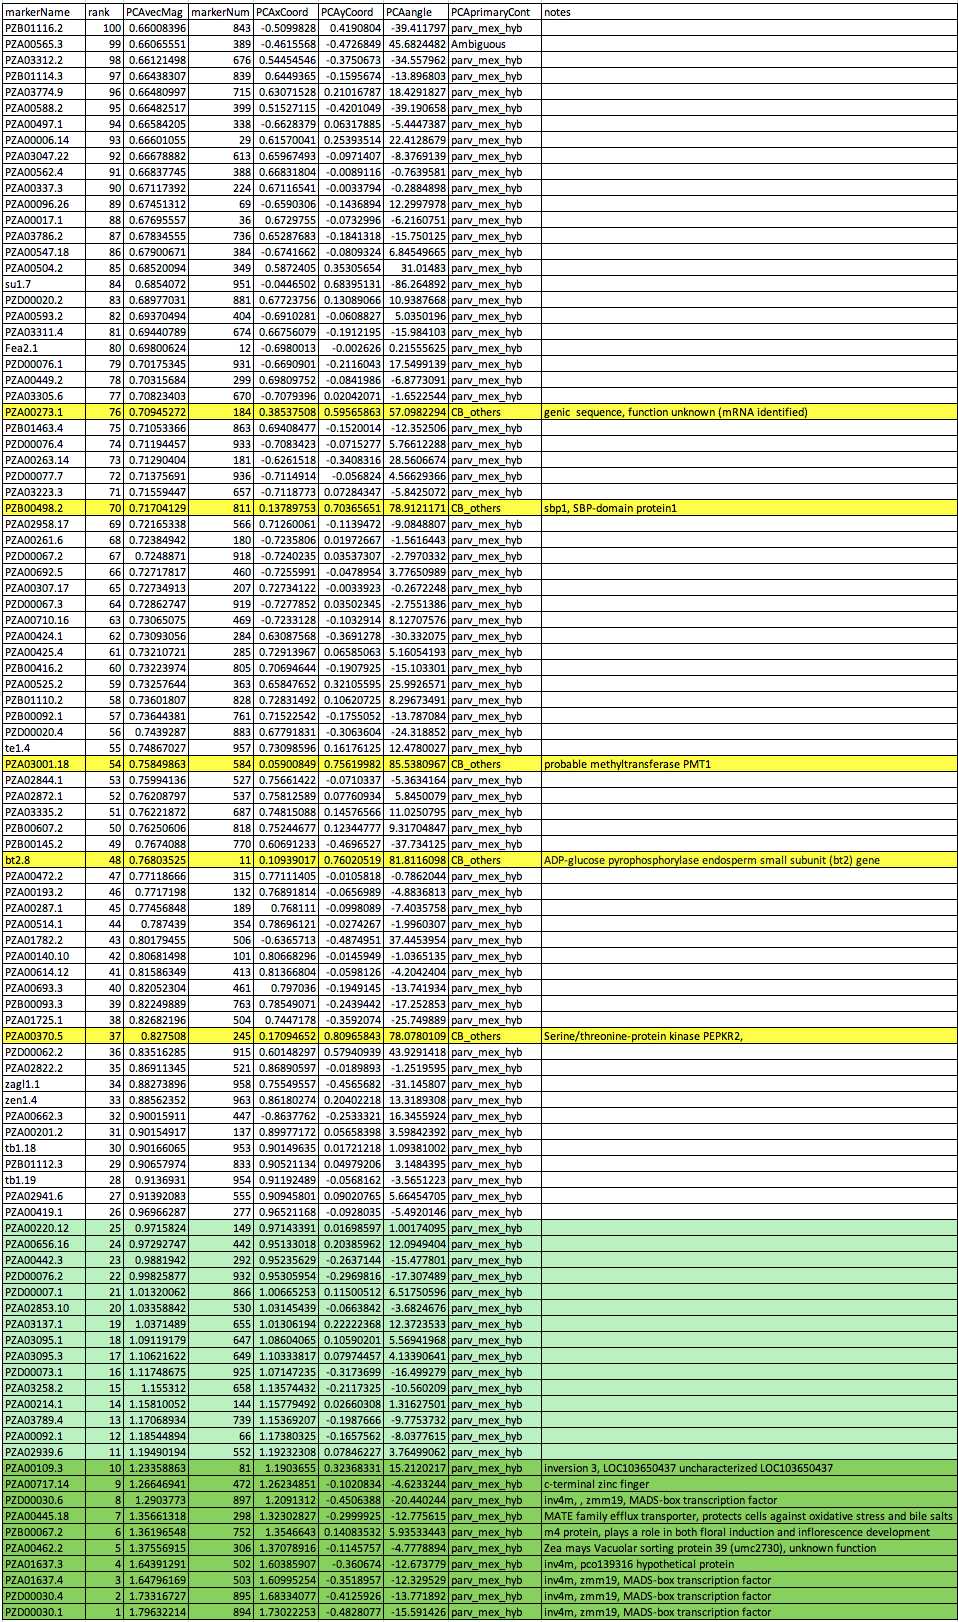 markerName rank PCAvecMag markerNum PCAxCoord PCAyCoord PCAangle PCAprimaryCont notes
PZB01116.2 100 0.66008396 843 -0.5099828 0.4190804 -39.411797 parv_mex_hyb
PZA00565.3 99 0.66065551 389 -0.4615568 -0.4726849 45.6824482 Ambiguous
PZA03312.2 98 0.66121498 676 0.54454546 -0.3750673 -34.557962 parv_mex_hyb
PZB01114.3 97 0.66438307 839 0.6449365 -0.1595674 -13.896803 parv_mex_hyb
PZA03774.9 96 0.66480997 715 0.63071528 0.21016787 18.4291827 parv_mex_hyb
PZA00588.2 95 0.66482517 399 0.51527115 -0.4201049 -39.190658 parv_mex_hyb
PZA00497.1 94 0.66584205 338 -0.6628379 0.06317885 -5.4447387 parv_mex_hyb
PZA00006.14 93 0.66601055 29 0.61570041 0.25393514 22.4128679 parv_mex_hyb
PZA03047.22 92 0.66678882 613 0.65967493 -0.0971407 -8.3769139 parv_mex_hyb
PZA00562.4 91 0.66837745 388 0.66831804 -0.0089116 -0.7639581 parv_mex_hyb
PZA00337.3 90 0.67117392 224 0.67116541 -0.0033794 -0.2884898 parv_mex_hyb
PZA00096.26 89 0.67451312 69 -0.6590306 -0.1436894 12.2997978 parv_mex_hyb
PZA00017.1 88 0.67695557 36 0.6729755 -0.0732996 -6.2160751 parv_mex_hyb
PZA03786.2 87 0.67834555 736 0.65287683 -0.1841318 -15.750125 parv_mex_hyb
PZA00547.18 86 0.67900671 384 -0.6741662 -0.0809324 6.84549665 parv_mex_hyb
PZA00504.2 85 0.68520094 349 0.5872405 0.35305654 31.01483 parv_mex_hyb
su1.7 84 0.6854072 951 -0.0446502 0.68395131 -86.264892 parv_mex_hyb
PZD00020.2 83 0.68977031 881 0.67723756 0.13089066 10.9387668 parv_mex_hyb
PZA00593.2 82 0.69370494 404 -0.6910281 -0.0608827 5.0350196 parv_mex_hyb
PZA03311.4 81 0.69440789 674 0.66756079 -0.1912195 -15.984103 parv_mex_hyb
Fea2.1 80 0.69800624 12 -0.6980013 -0.002626 0.21555625 parv_mex_hyb
PZD00076.1 79 0.70175345 931 -0.6690901 -0.2116043 17.5499139 parv_mex_hyb
PZA00449.2 78 0.70315684 299 0.69809752 -0.0841986 -6.8773091 parv_mex_hyb
PZA03305.6 77 0.70823403 670 -0.7079396 0.02042071 -1.6522544 parv_mex_hyb
PZA00273.1 76 0.70945272 184 0.38537508 0.59565863 57.0982294 CB_others genic sequence, function unknown (mRNA identified)
PZB01463.4 75 0.71053366 863 0.69408477 -0.1520014 -12.352506 parv_mex_hyb
PZD00076.4 74 0.71194457 933 -0.7083423 -0.0715277 5.76612288 parv_mex_hyb
PZA00263.14 73 0.71290404 181 -0.6261518 -0.3408316 28.5606674 parv_mex_hyb
PZD00077.7 72 0.71375691 936 -0.7114914 -0.056824 4.56629366 parv_mex_hyb
PZA03223.3 71 0.71559447 657 -0.7118773 0.07284347 -5.8425072 parv_mex_hyb
PZB00498.2 70 0.71704129 811 0.13789753 0.70365651 78.9121171 CB_others sbp1, SBP-domain protein1
PZA02958.17 69 0.72165338 566 0.71260061 -0.1139472 -9.0848807 parv_mex_hyb
PZA00261.6 68 0.72384942 180 -0.7235806 0.01972667 -1.5616443 parv_mex_hyb
PZD00067.2 67 0.7248871 918 -0.7240235 0.03537307 -2.7970332 parv_mex_hyb
PZA00692.5 66 0.72717817 460 -0.7255991 -0.0478954 3.77650989 parv_mex_hyb
PZA00307.17 65 0.72734913 207 0.72734122 -0.0033923 -0.2672248 parv_mex_hyb
PZD00067.3 64 0.72862747 919 -0.7277852 0.03502345 -2.7551386 parv_mex_hyb
PZA00710.16 63 0.73065075 469 -0.7233128 -0.1032914 8.12707576 parv_mex_hyb
PZA00424.1 62 0.73093056 284 0.63087568 -0.3691278 -30.332075 parv_mex_hyb
PZA00425.4 61 0.73210721 285 0.72913967 0.06585063 5.16054193 parv_mex_hyb
PZB00416.2 60 0.73223974 805 0.70694644 -0.1907925 -15.103301 parv_mex_hyb
PZA00525.2 59 0.73257644 363 0.65847652 0.32105595 25.9926571 parv_mex_hyb
PZB01110.2 58 0.73601807 828 0.72831492 0.10620725 8.29673491 parv_mex_hyb
PZB00092.1 57 0.73644381 761 0.71522542 -0.1755052 -13.787084 parv_mex_hyb
PZD00020.4 56 0.7439287 883 0.67791831 -0.3063604 -24.318852 parv_mex_hyb
te1.4 55 0.74867027 957 0.73098596 0.16176125 12.4780027 parv_mex_hyb
PZA03001.18 54 0.75849863 584 0.05900849 0.75619982 85.5380967 CB_others probable methyltransferase PMT1
PZA02844.1 53 0.75994136 527 0.75661422 -0.0710337 -5.3634164 parv_mex_hyb
PZA02872.1 52 0.76208797 537 0.75812589 0.07760934 5.8450079 parv_mex_hyb
PZA03335.2 51 0.76221872 687 0.74815088 0.14576566 11.0250795 parv_mex_hyb
PZB00607.2 50 0.76250606 818 0.75244677 0.12344777 9.31704847 parv_mex_hyb
PZB00145.2 49 0.7674088 770 0.60691233 -0.4696527 -37.734125 parv_mex_hyb
bt2.8 48 0.76803525 11 0.10939017 0.76020519 81.8116098 CB_others ADP-glucose pyrophosphorylase endosperm small subunit (bt2) gene
PZA00472.2 47 0.77118666 315 0.77111405 -0.0105818 -0.7862044 parv_mex_hyb
PZA00193.2 46 0.7717198 132 0.76891814 -0.0656989 -4.8836813 parv_mex_hyb
PZA00287.1 45 0.77456848 189 0.768111 -0.0998089 -7.4035758 parv_mex_hyb
PZA00514.1 44 0.787439 354 0.78696121 -0.0274267 -1.9960307 parv_mex_hyb
PZA01782.2 43 0.80179455 506 -0.6365713 -0.4874951 37.4453954 parv_mex_hyb
PZA00140.10 42 0.80681498 101 0.80668296 -0.0145949 -1.0365135 parv_mex_hyb
PZA00614.12 41 0.81586349 413 0.81366804 -0.0598126 -4.2042404 parv_mex_hyb
PZA00693.3 40 0.82052304 461 0.797036 -0.1949145 -13.741934 parv_mex_hyb
PZB00093.3 39 0.82249889 763 0.78549071 -0.2439442 -17.252853 parv_mex_hyb
PZA01725.1 38 0.82682196 504 0.7447178 -0.3592074 -25.749889 parv_mex_hyb
PZA00370.5 37 0.827508 245 0.17094652 0.80965843 78.0780109 CB_others Serine/threonine-protein kinase PEPKR2,
PZD00062.2 36 0.83516285 915 0.60148297 0.57940939 43.9291418 parv_mex_hyb
PZA02822.2 35 0.86911345 521 0.86890597 -0.0189893 -1.2519595 parv_mex_hyb
zagl1.1 34 0.88273896 958 0.75549557 -0.4565682 -31.145807 parv_mex_hyb
zen1.4 33 0.88562352 963 0.86180274 0.20402218 13.3189308 parv_mex_hyb
PZA00662.3 32 0.90015911 447 -0.8637762 -0.2533321 16.3455924 parv_mex_hyb
PZA00201.2 31 0.90154917 137 0.89977172 0.05658398 3.59842392 parv_mex_hyb
tb1.18 30 0.90166065 953 0.90149635 0.01721218 1.09381002 parv_mex_hyb
PZB01112.3 29 0.90657974 833 0.90521134 0.04979206 3.1484395 parv_mex_hyb
tb1.19 28 0.9136931 954 0.91192489 -0.0568162 -3.5651223 parv_mex_hyb
PZA02941.6 27 0.91392083 555 0.90945801 0.09020765 5.66454705 parv_mex_hyb
PZA00419.1 26 0.96966287 277 0.96521168 -0.0928035 -5.4920146 parv_mex_hyb
PZA00220.12 25 0.9715824 149 0.97143391 0.01698597 1.00174095 parv_mex_hyb
PZA00656.16 24 0.97292747 442 0.95133018 0.20385962 12.0949404 parv_mex_hyb
PZA00442.3 23 0.9881942 292 0.95235629 -0.2637144 -15.477801 parv_mex_hyb
PZD00076.2 22 0.99825877 932 0.95305954 -0.2969816 -17.307489 parv_mex_hyb
PZD00007.1 21 1.01320062 866 1.00665253 0.11500512 6.51750596 parv_mex_hyb
PZA02853.10 20 1.03358842 530 1.03145439 -0.0663842 -3.6824676 parv_mex_hyb
PZA03137.1 19 1.0371489 655 1.01306194 0.22222368 12.3723533 parv_mex_hyb
PZA03095.1 18 1.09119179 647 1.08604065 0.10590201 5.56941968 parv_mex_hyb
PZA03095.3 17 1.10621622 649 1.10333817 0.07974457 4.13390641 parv_mex_hyb
PZD00073.1 16 1.11748675 925 1.07147235 -0.3173699 -16.499279 parv_mex_hyb
PZA03258.2 15 1.155312 658 1.13574432 -0.2117325 -10.560209 parv_mex_hyb
PZA00214.1 14 1.15810052 144 1.15779492 0.02660308 1.31627501 parv_mex_hyb
PZA03789.4 13 1.17068934 739 1.15369207 -0.1987666 -9.7753732 parv_mex_hyb
PZA00092.1 12 1.18544894 66 1.17380325 -0.1657562 -8.0377615 parv_mex_hyb
PZA02939.6 11 1.19490194 552 1.19232308 0.07846227 3.76499062 parv_mex_hyb
PZA00109.3 10 1.23358863 81 1.1903655 0.32368331 15.2120217 parv_mex_hyb inversion 3, LOC103650437 uncharacterized LOC103650437
PZA00717.14 9 1.26646941 472 1.26234851 -0.1020834 -4.6233244 parv_mex_hyb c-terminal zinc finger
PZD00030.6 8 1.2903773 897 1.2091312 -0.4506388 -20.440244 parv_mex_hyb inv4m, , zmm19, MADS-box transcription factor
PZA00445.18 7 1.35661318 298 1.32302827 -0.2999925 -12.775615 parv_mex_hyb MATE family efflux transporter, protects cells against oxidative stress and bile salts
PZB00067.2 6 1.36196548 752 1.3546643 0.14083532 5.93533443 parv_mex_hyb m4 protein, plays a role in both floral induction and inflorescence development
PZA00462.2 5 1.37556915 306 1.37078916 -0.1145757 -4.7778894 parv_mex_hyb Zea mays Vacuolar sorting protein 39 (umc2730), unknown function
PZA01637.3 4 1.64391291 502 1.60385907 -0.360674 -12.673779 parv_mex_hyb inv4m, pco139316 hypothetical protein
PZA01637.4 3 1.64796169 503 1.60995254 -0.3518957 -12.329529 parv_mex_hyb inv4m, zmm19, MADS-box transcription factor
PZD00030.4 2 1.73316727 895 1.68334077 -0.4125926 -13.771892 parv_mex_hyb inv4m, zmm19, MADS-box transcription factor
PZD00030.1 1 1.79632214 894 1.73022253 -0.4828077 -15.591426 parv_mex_hyb inv4m, zmm19, MADS-box transcription factor